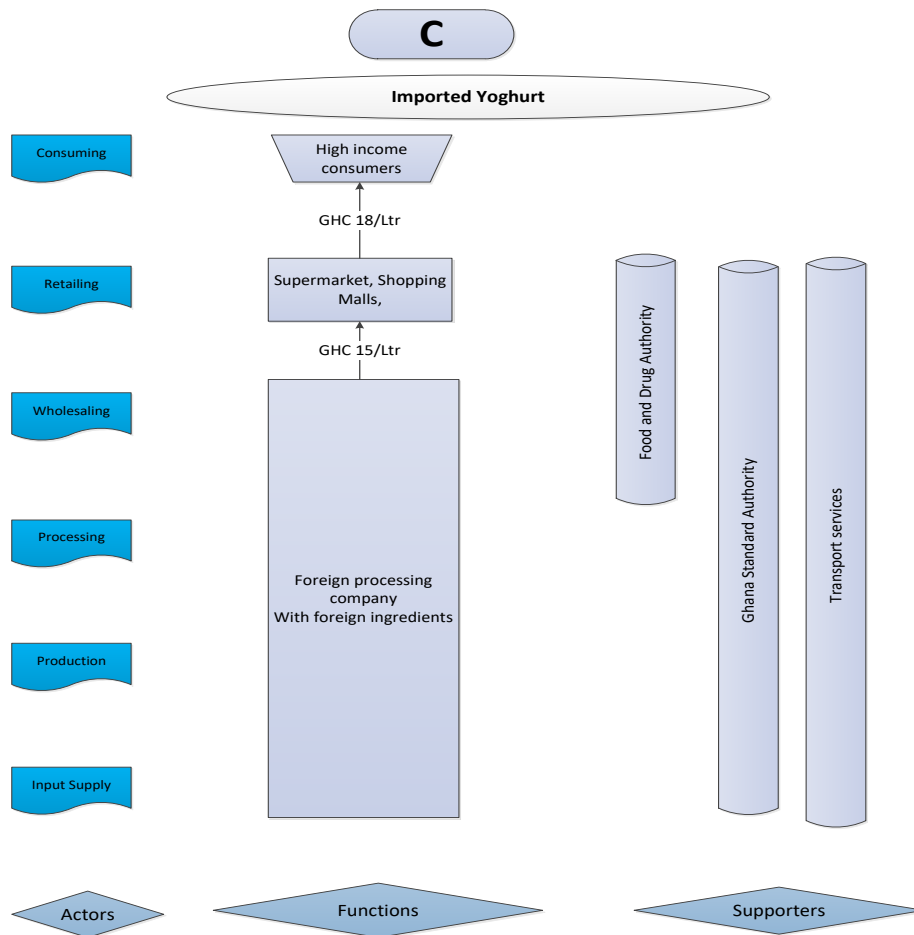 C
Imported Yoghurt
Consuming
High income
consumers
GHC 18/Ltr
Retailing
Supermarket, Shopping
Malls,
GHC 15/Ltr
Wholesaling
Processing
Production
Input Supply
Foreign processing
company
With foreign ingredients
Food and Drug Authority
Ghana Standard Authority
Transport services
Actors
Functions
Supporters